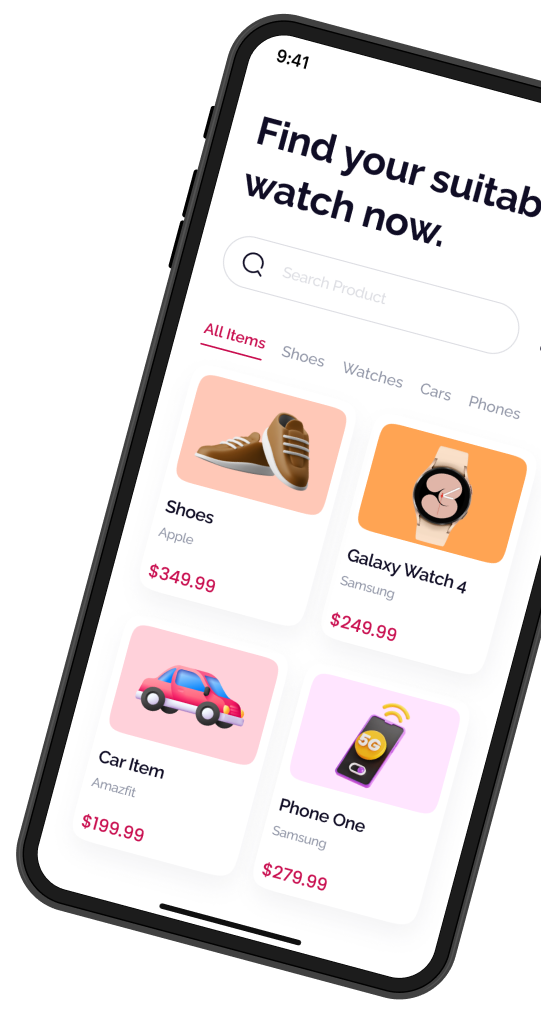 9:41
Find your suitab
watch now.
Search Product
All Items Shoes Watches Cars Phones
Shoes
Apple
$349.99
Galaxy Watch 4
Samsung
$249.99
Car Item
Amazfit
$199.99
5G
Phone One
Samsung
$279.99